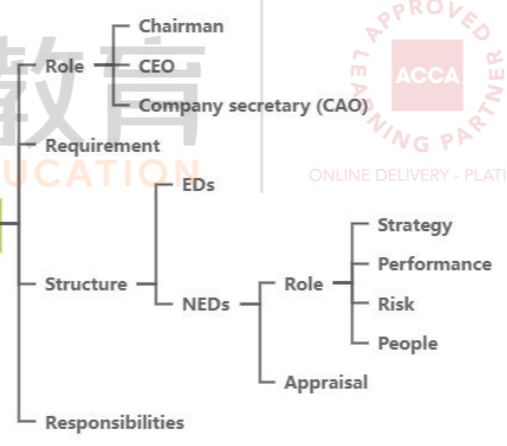 Chairman
Role
CEO
Company secretary (CAO)
Requirement
EDs
Structure
NEDs
Role
Strategy
Performance
Risk
People
Appraisal
Responsibilities
教育
UCATION
APPROVED
LEARNING PARTNER
ACCA
ONLINE DELIVERY - PLATI